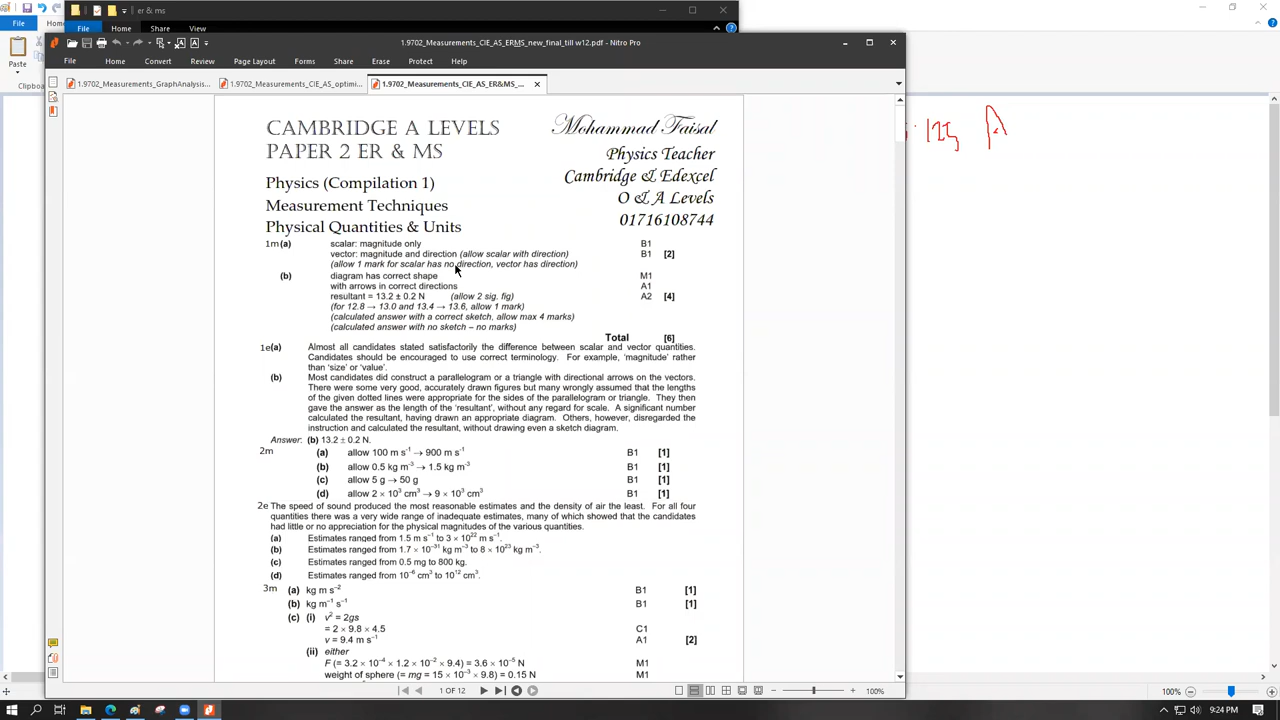 er & ms
File
Home
Share
View
File
Home
Paste
Clipboa
1.9702_Measurements_CIE_AS_ERMS_new_final_till w12.pdf - Nitro Pro
File
Home
Convert
Review
Page Layout
Forms
Share
Erase
Protect
Help
1.9702_Measurements_GraphAnalysis...
1.9702_Measurements_CIE_AS_optimi...
1.9702_Measurements_CIE_AS_ER&MS_...
CAMBRIDGE A LEVELS
PAPER 2 ER & MS
Mohammad Faisal
Physics Teacher
Cambridge & Edexcel
O & A Levels
01716108744
Physics (Compilation 1)
Measurement Techniques
Physical Quantities & Units
1m (a) scalar: magnitude only B1
vector: magnitude and direction (allow scalar with direction) B1 [2]
(allow 1 mark for scalar has no direction, vector has direction)
(b) diagram has correct shape M1
with arrows in correct directions A1
resultant = 13.2 ± 0.2 N (allow 2 sig. fig) A2 [4]
(for 12.8 → 13.0 and 13.4 → 13.6, allow 1 mark)
(calculated answer with a correct sketch, allow max 4 marks)
(calculated answer with no sketch – no marks)
Total [6]
1e(a) Almost all candidates stated satisfactorily the difference between scalar and vector quantities.
Candidates should be encouraged to use correct terminology. For example, 'magnitude' rather
than 'size' or 'value'.
(b) Most candidates did construct a parallelogram or a triangle with directional arrows on the vectors.
There were some very good, accurately drawn figures but many wrongly assumed that the lengths
of the given dotted lines were appropriate for the sides of the parallelogram or triangle. They then
gave the answer as the length of the 'resultant', without any regard for scale. A significant number
calculated the resultant, having drawn an appropriate diagram. Others, however, disregarded the
instruction and calculated the resultant, without drawing even a sketch diagram.
Answer: (b) 13.2 ± 0.2 N.
2m (a) allow 100 m s⁻¹ → 900 m s⁻¹ B1 [1]
(b) allow 0.5 kg m⁻³ → 1.5 kg m⁻³ B1 [1]
(c) allow 5 g → 50 g B1 [1]
(d) allow 2 × 10³ cm³ → 9 × 10³ cm³ B1 [1]
2e The speed of sound produced the most reasonable estimates and the density of air the least. For all four
quantities there was a very wide range of inadequate estimates, many of which showed that the candidates
had little or no appreciation for the physical magnitudes of the various quantities.
(a) Estimates ranged from 1.5 m s⁻¹ to 3 × 10²² m s⁻¹.
(b) Estimates ranged from 1.7 × 10⁻³¹ kg m⁻³ to 8 × 10²³ kg m⁻³.
(c) Estimates ranged from 0.5 mg to 800 kg.
(d) Estimates ranged from 10⁻⁶ cm³ to 10¹² cm³.
3m (a) kg m s⁻² B1 [1]
(b) kg m⁻¹ s⁻¹ B1 [1]
(c) (i) v² = 2gs
= 2 × 9.8 × 4.5 C1
v = 9.4 m s⁻¹ A1 [2]
(ii) either
F (= 3.2 × 10⁻⁴ × 1.2 × 10⁻² × 9.4) = 3.6 × 10⁻⁵ N M1
weight of sphere (= mg = 15 × 10⁻³ × 9.8) = 0.15 N M1
1 OF 12
100%
100%
9:24 PM